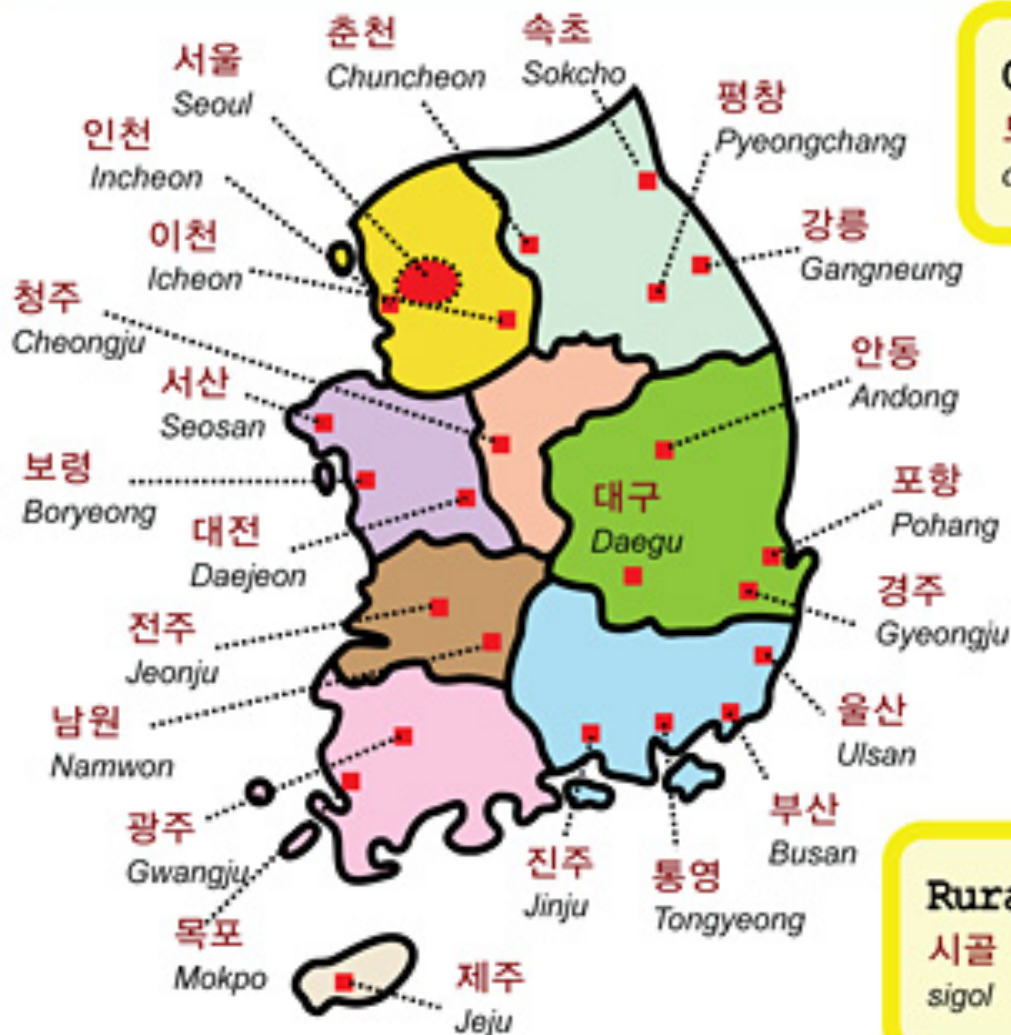 춘천
Chuncheon
속초
Sokcho
서울
Seoul
평창
Pyeongchang
인천
Incheon
이천
Icheon
강릉
Gangneung
청주
Cheongju
안동
Andong
서산
Seosan
보령
Boryeong
대구
Daegu
포항
Pohang
대전
Daejeon
경주
Gyeongju
전주
Jeonju
남원
Namwon
울산
Ulsan
광주
Gwangju
부산
Busan
진주
Jinju
통영
Tongyeong
목포
Mokpo
제주
Jeju
Rura
시골
sigol